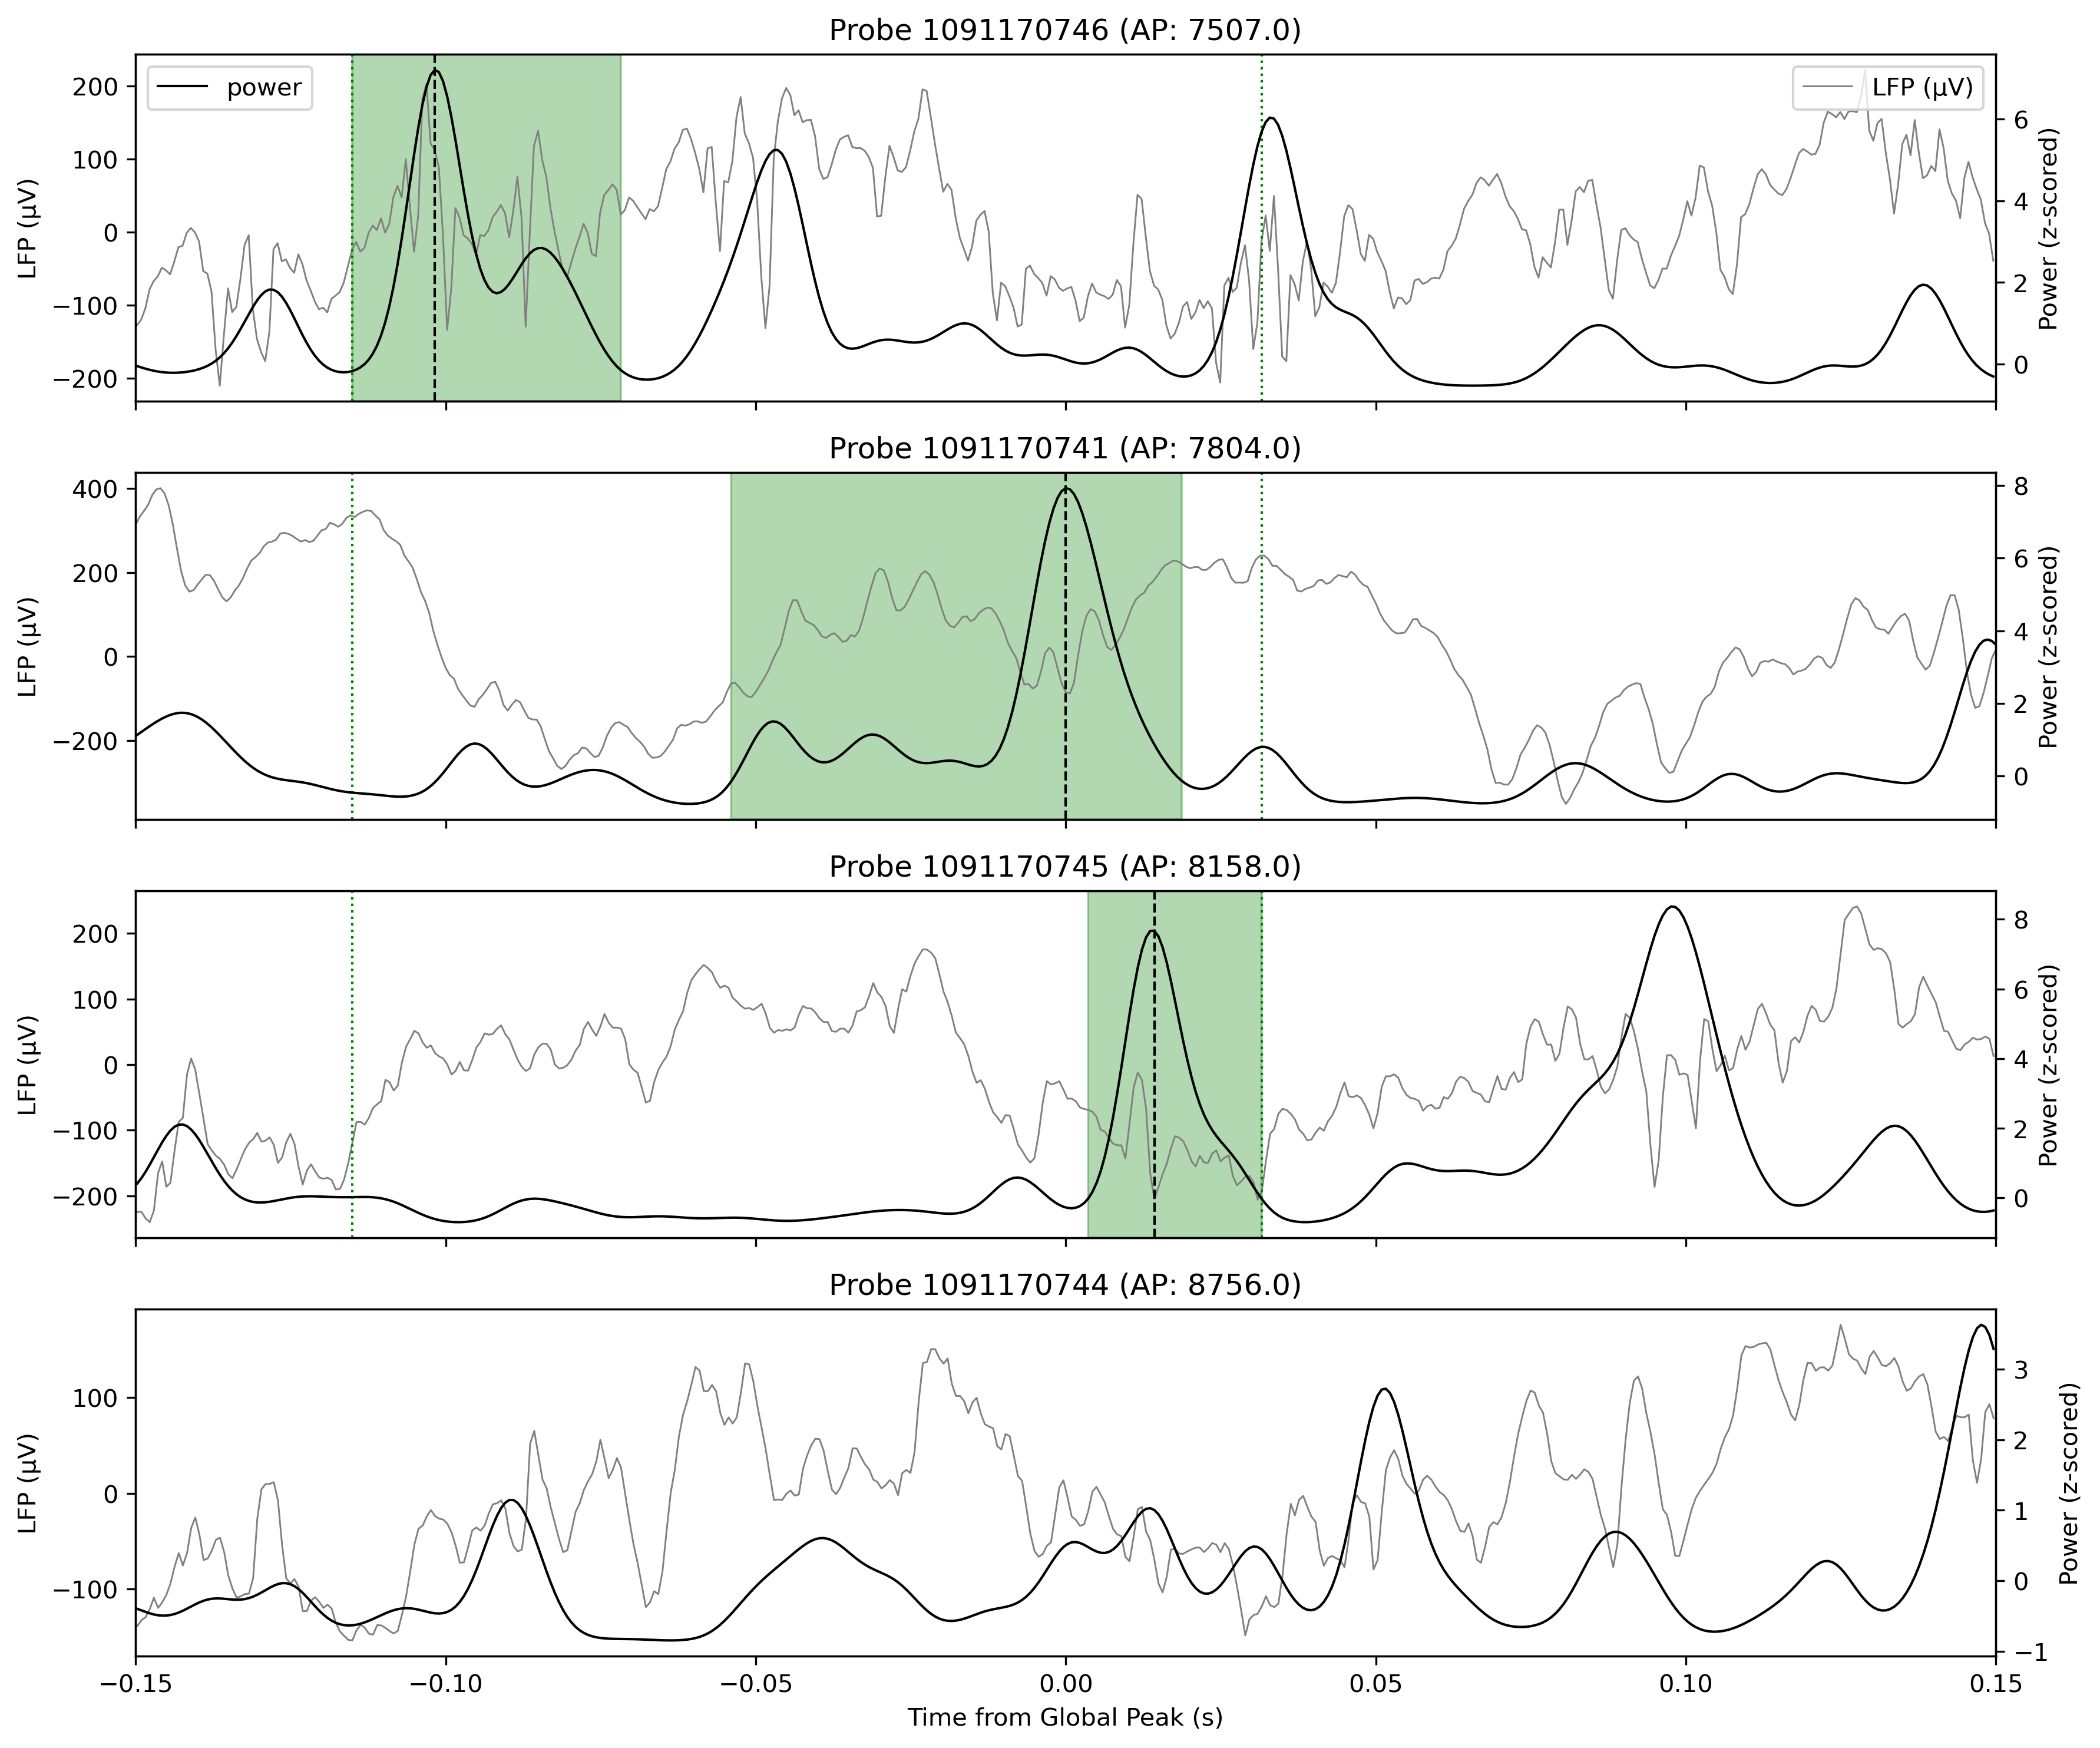 Probe 1091170746 (AP: 7507.0)
power
LFP (µV)
200
100
0
−100
−200
LFP (µV)
6
4
2
0
Power (z-scored)
Probe 1091170741 (AP: 7804.0)
400
200
0
−200
LFP (µV)
8
6
4
2
0
Power (z-scored)
Probe 1091170745 (AP: 8158.0)
200
100
0
−100
−200
LFP (µV)
8
6
4
2
0
Power (z-scored)
Probe 1091170744 (AP: 8756.0)
100
0
−100
LFP (µV)
3
2
1
0
−1
Power (z-scored)
−0.15 −0.10 −0.05 0.00 0.05 0.10 0.15
Time from Global Peak (s)